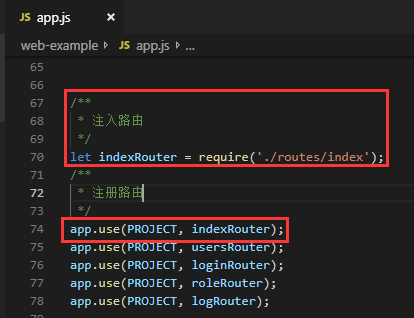 JS app.js ×
web-example > JS app.js > ...
65
66
67 /**
68 * 注入路由
69 */
70 let indexRouter = require('./routes/index');
71 /**
72 * 注册路由
73 */
74 app.use(PROJECT, indexRouter);
75 app.use(PROJECT, usersRouter);
76 app.use(PROJECT, loginRouter);
77 app.use(PROJECT, roleRouter);
78 app.use(PROJECT, logRouter);